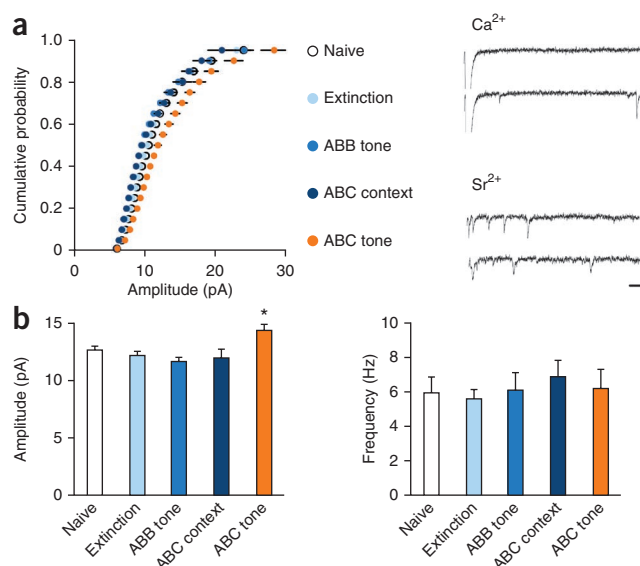 a
Cumulative probability
1.0
0.8
0.6
0.4
0.2
0
0
10
20
30
Amplitude (pA)
Naive
Extinction
ABB tone
ABC context
ABC tone
Ca2+
Sr2+
b
Amplitude (pA)
15
10
5
0
*
Naive
Extinction
ABB tone
ABC context
ABC tone
Frequency (Hz)
10
8
6
4
2
0
Naive
Extinction
ABB tone
ABC context
ABC tone